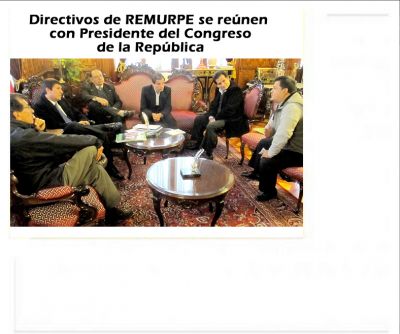 Directivos de REMURPE se reúnen
con Presidente del Congreso
de la República